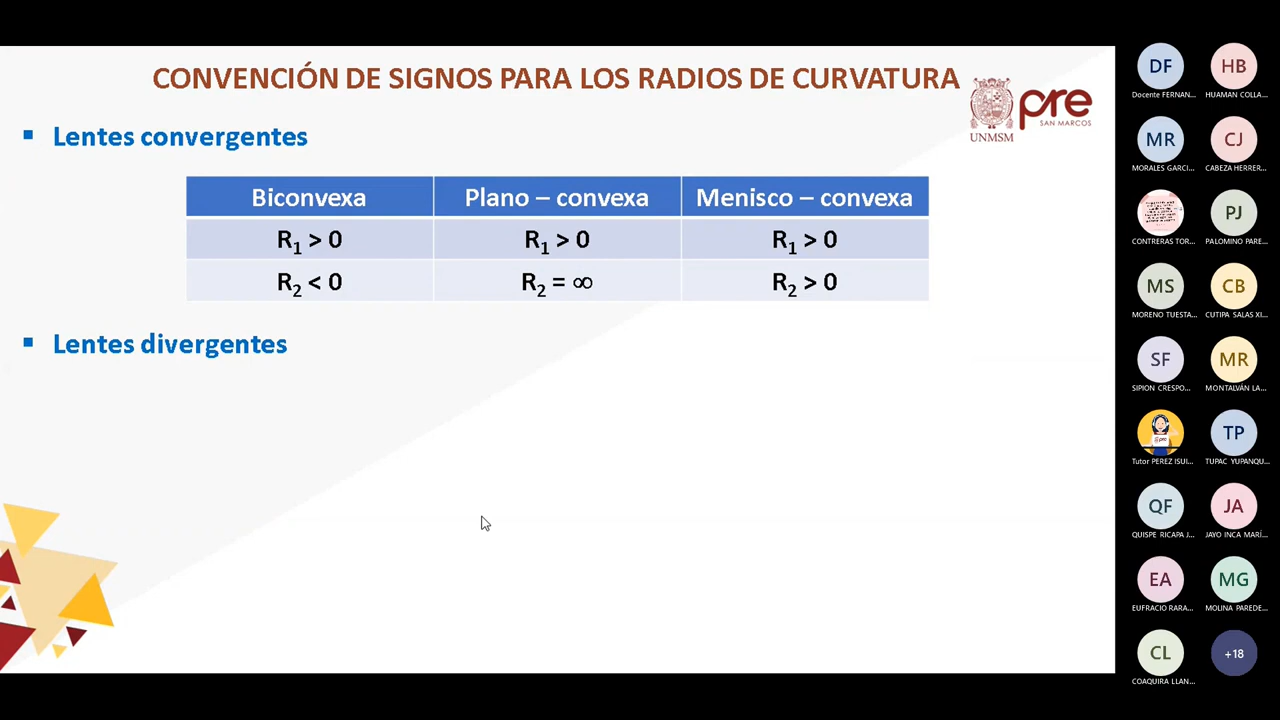 CONVENCIÓN DE SIGNOS PARA LOS RADIOS DE CURVATURA
UNMSM
pre
SAN MARCOS
Lentes convergentes
Biconvexa Plano – convexa Menisco – convexa
R₁ > 0 R₁ > 0 R₁ > 0
R₂ < 0 R₂ = ∞ R₂ > 0
Lentes divergentes
DF HB
Docente FERNAN... HUAMAN COLLA...
MR CJ
MORALES GARCI... CABEZA HERRER...
PJ
CONTRERAS TOR... PALOMINO PARE...
MS CB
MORENO TUESTA... CUTIPA SALAS XI...
SF MR
SIPION CRESPO... MONTALVÁN LA...
TP
Tutor PEREZ ISUI... TUPAC YUPANQU...
QF JA
QUISPE RICAPA J... JAYO INCA MARÍ...
EA MG
EUFRACIO RARA... MOLINA PAREDE...
CL +18
COAQUIRA LLAN...